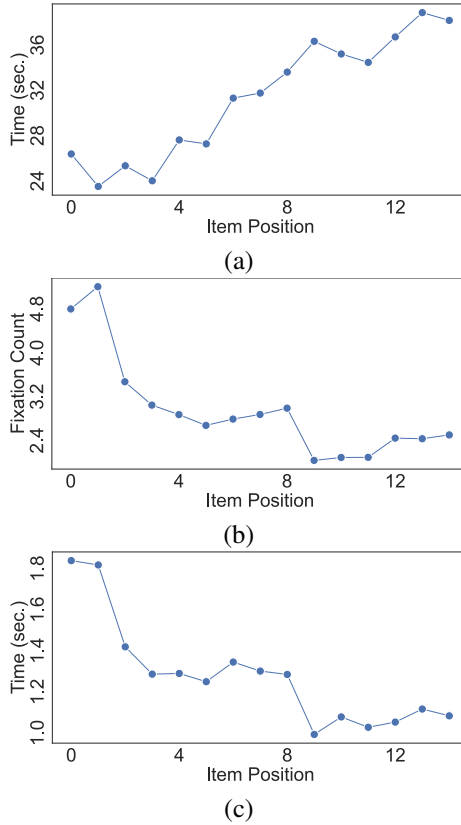 Time (sec.)
36
32
28
24
0 4 8 12
Item Position
(a)
Fixation Count
4.8
4.0
3.2
2.4
0 4 8 12
Item Position
(b)
Time (sec.)
1.8
1.6
1.4
1.2
1.0
0 4 8 12
Item Position
(c)